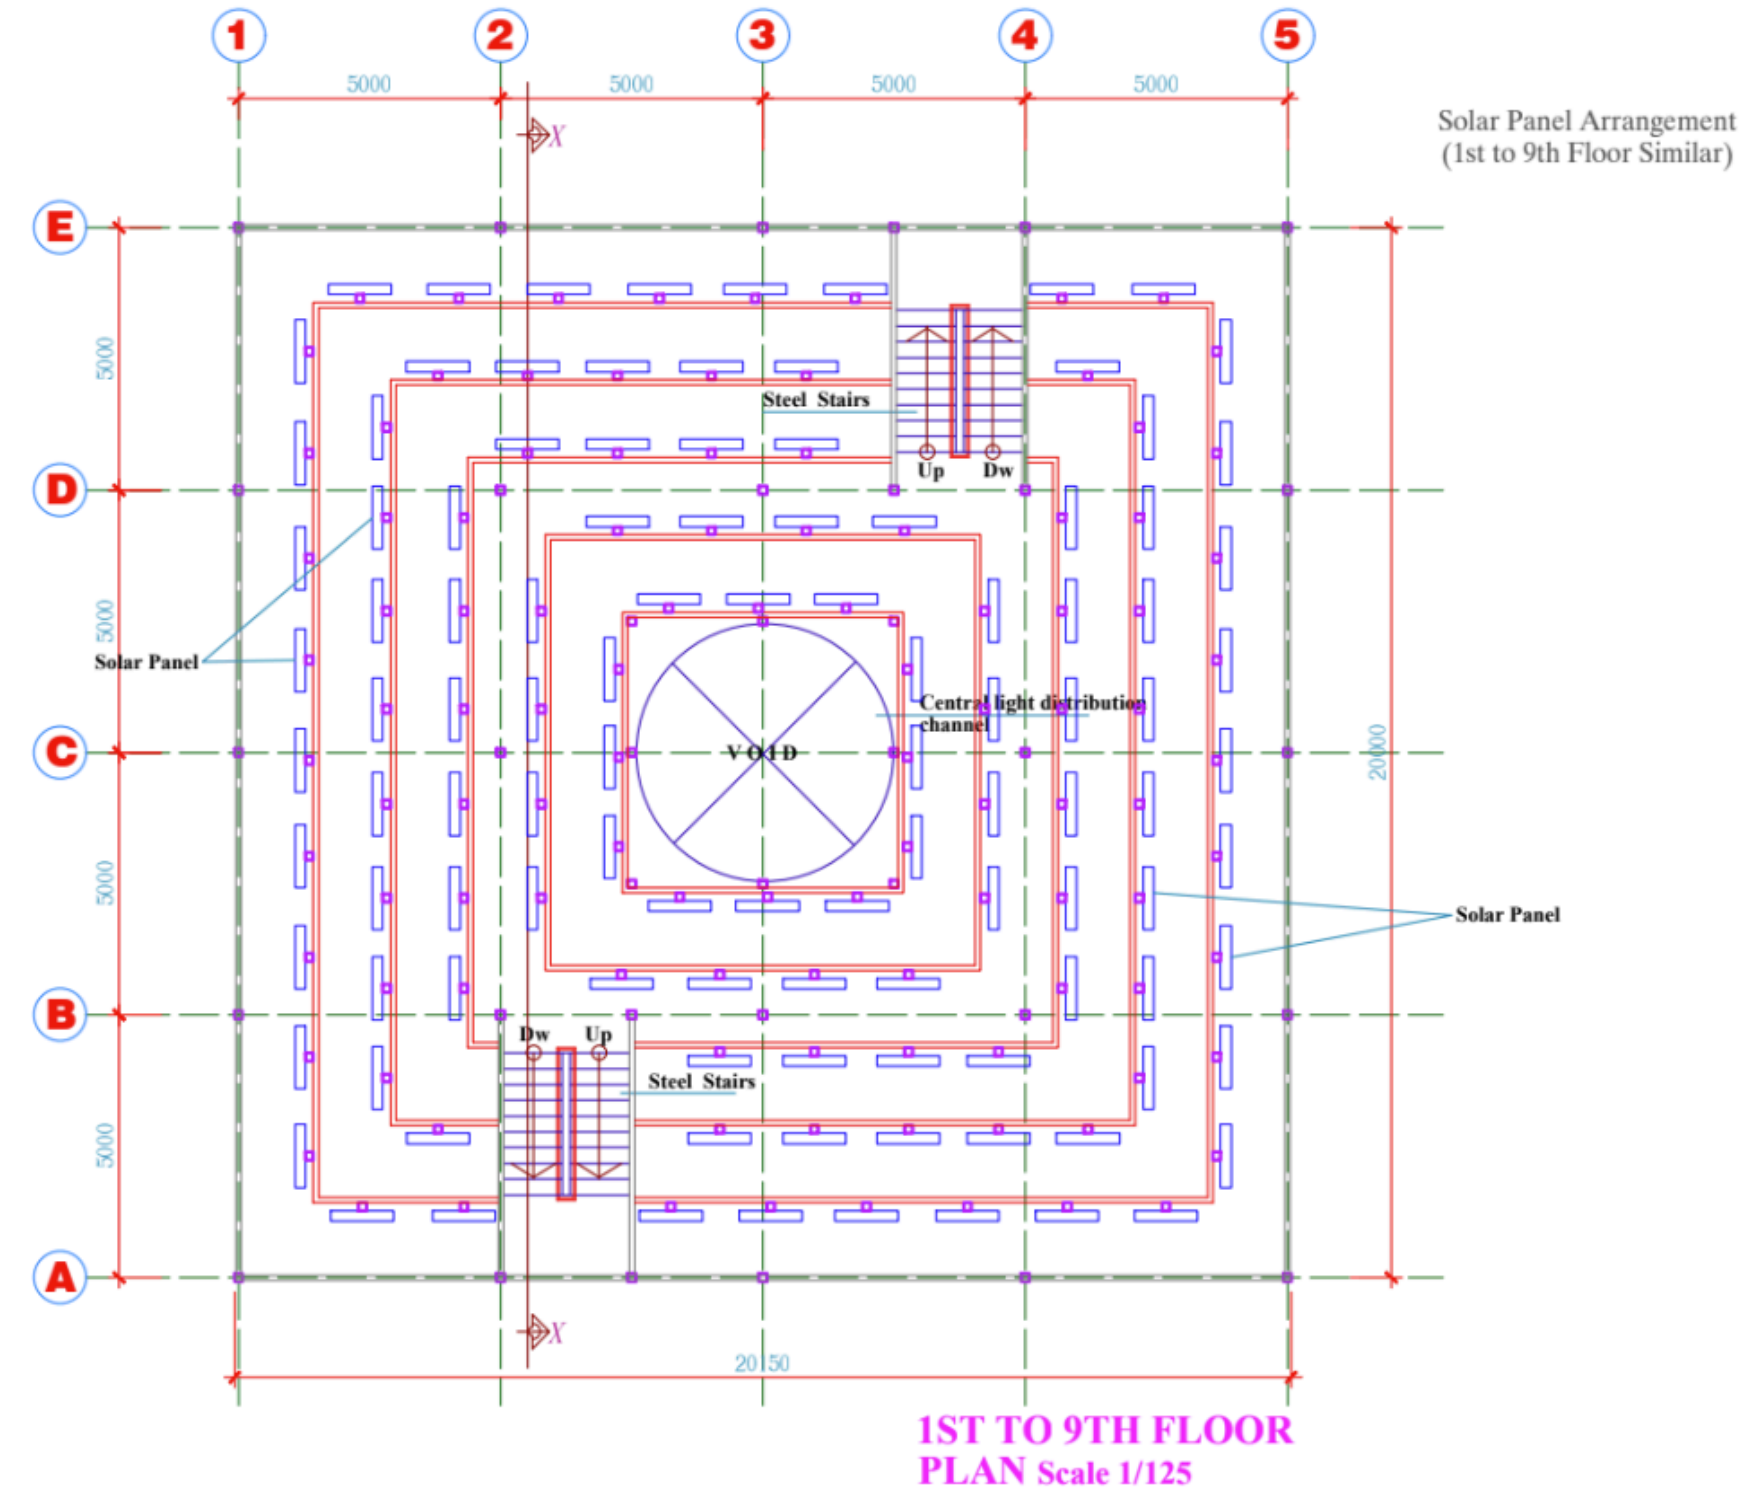 1 2 3 4 5
5000 5000 5000 5000
Solar Panel Arrangement
(1st to 9th Floor Similar)
X
E
5000
Steel Stairs
Up Dw
D
5000
Solar Panel
Central light distribution
channel
C
VOID
20000
5000
Solar Panel
B
Dw Up
Steel Stairs
5000
A
X
20150
1ST TO 9TH FLOOR
PLAN Scale 1/125